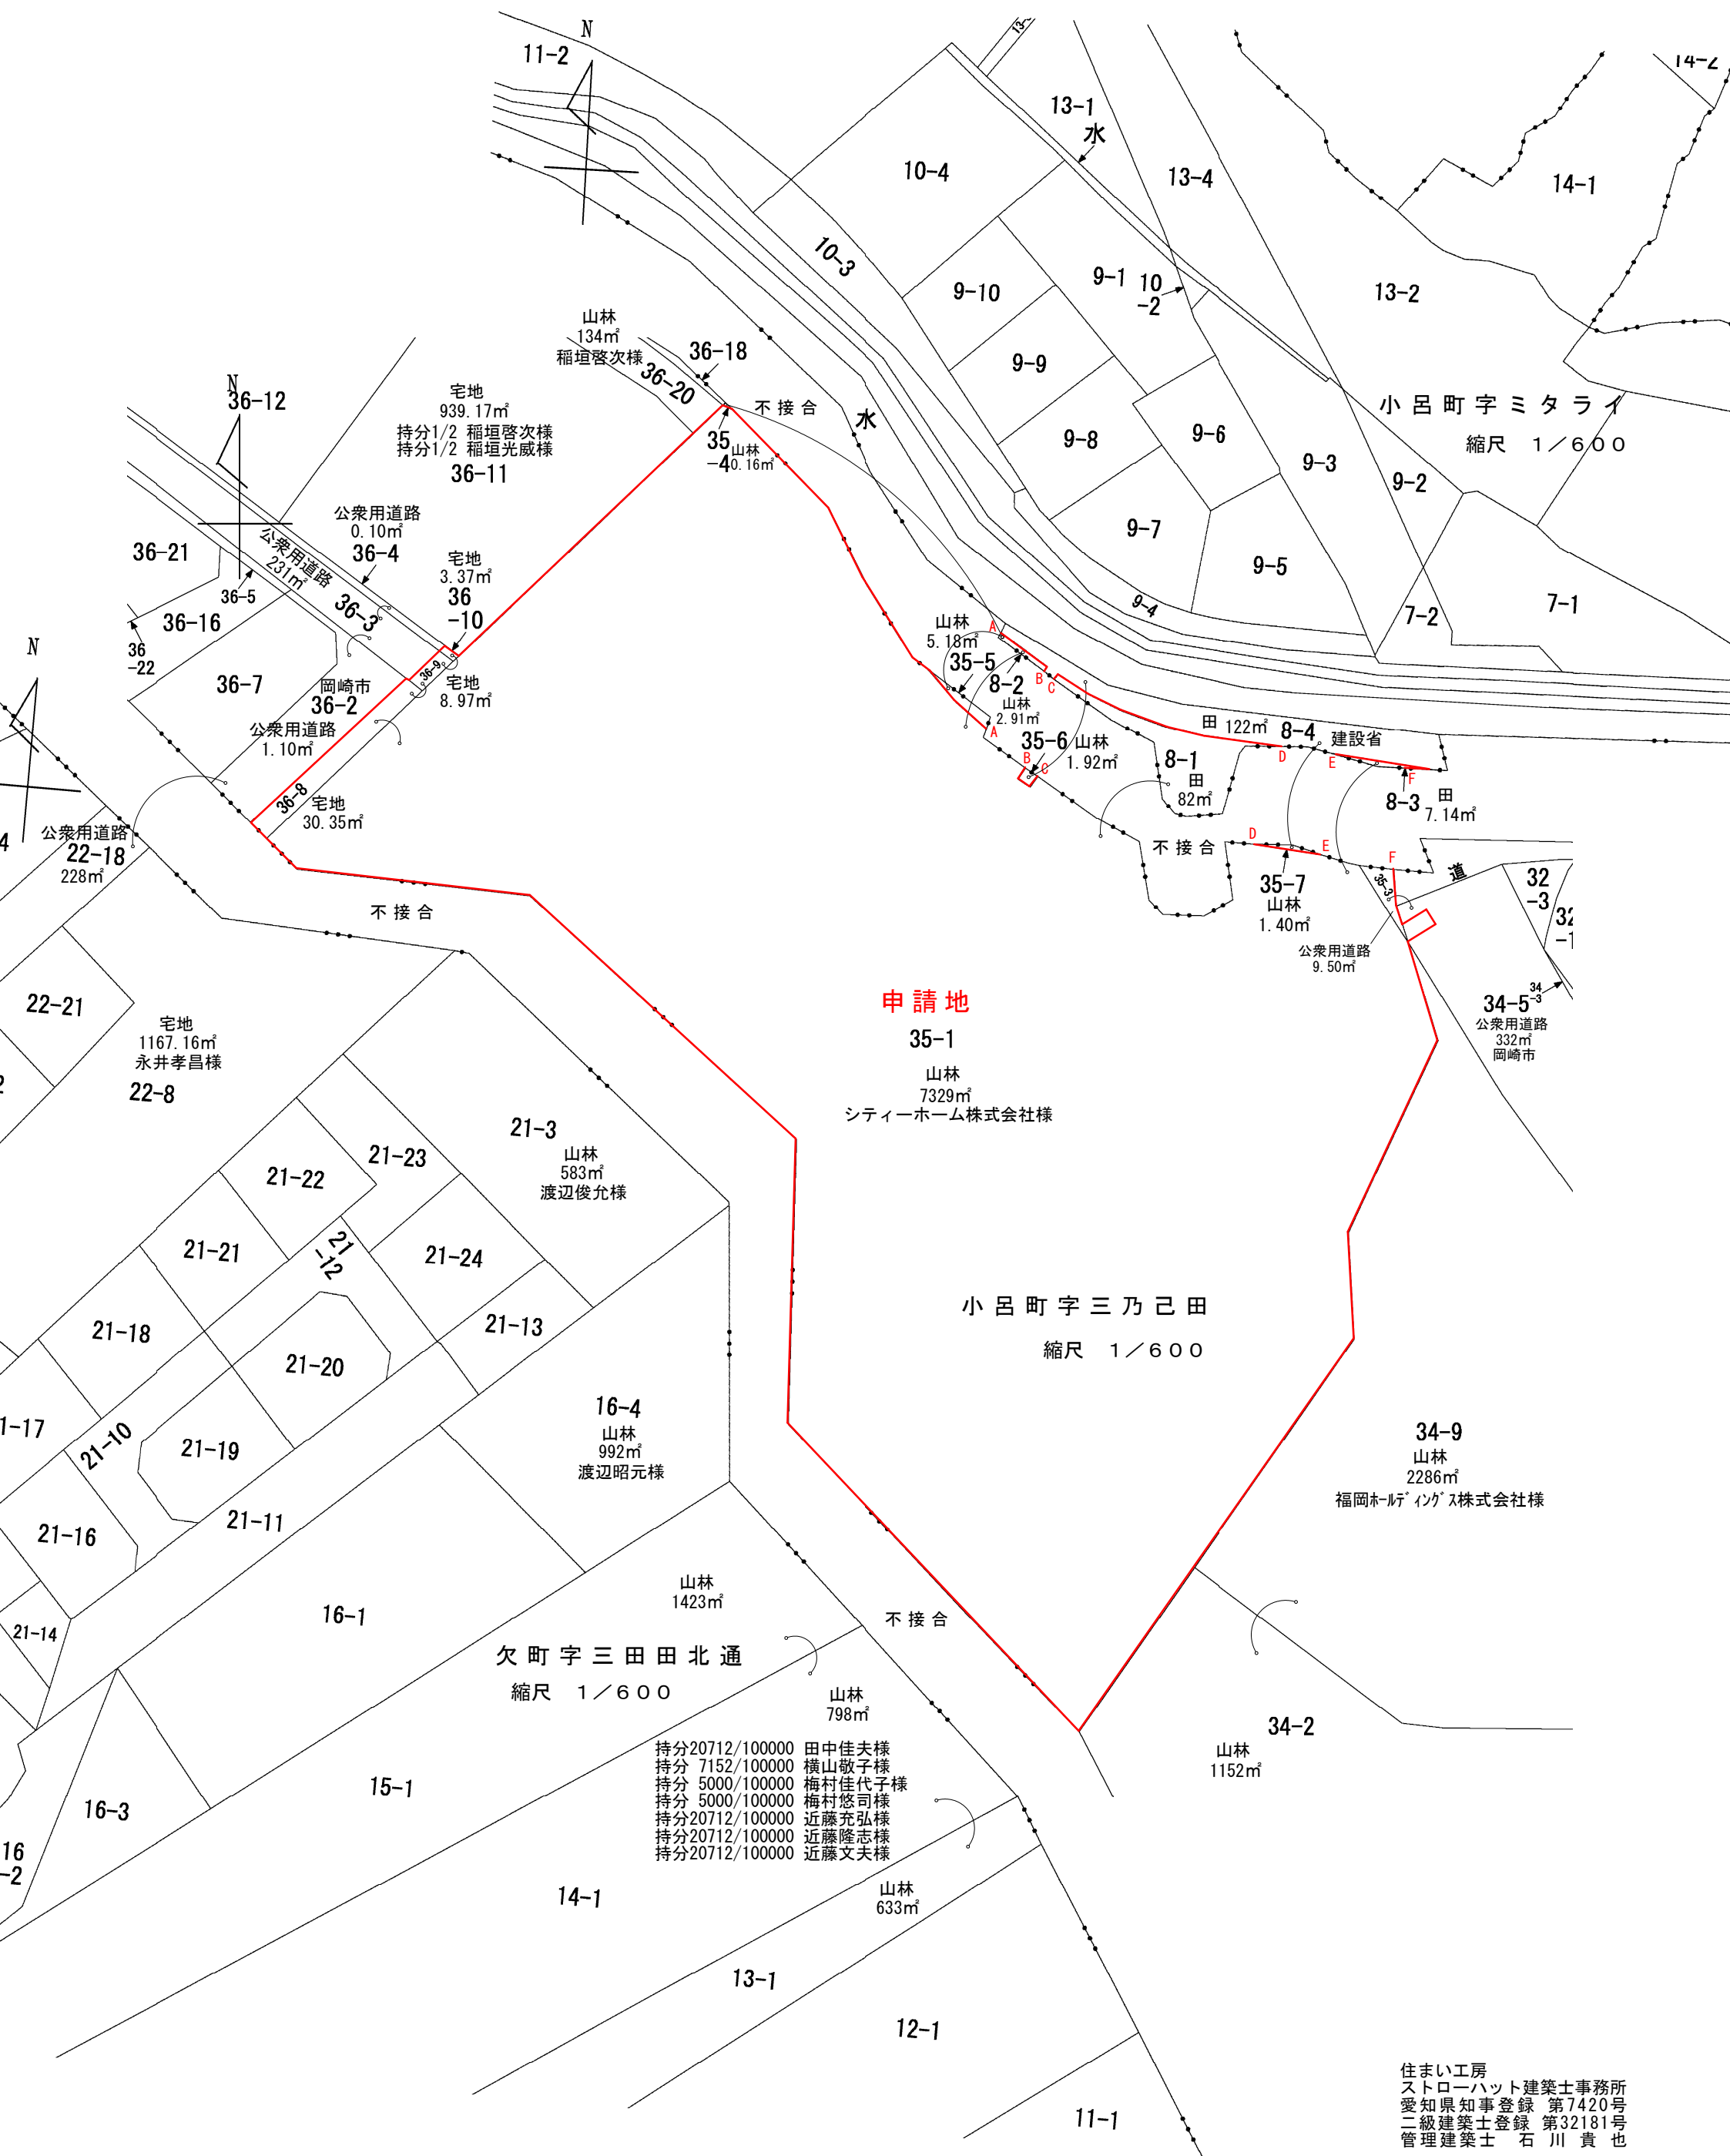 N
11-2
13-1
水
14-2
10-4
13-4
14-1
10-3
9-10
9-1
10
-2
13-2
9-9
小呂町字ミタライ
縮尺 1/600
9-8
9-6
9-3
9-2
9-7
9-5
9-4
7-2
7-1
山林
134㎡
稲垣啓次様
36-20
36-18
不接合
水
35
-4
山林
0.16㎡
N
36-12
宅地
939.17㎡
持分1/2 稲垣啓次様
持分1/2 稲垣光威様
36-11
公衆用道路
0.10㎡
36-4
36-21
公衆用道路
231㎡
36-3
36-5
宅地
3.37㎡
36
-10
36-16
36
-22
36-9
宅地
8.97㎡
36-7
岡崎市
36-2
公衆用道路
1.10㎡
36-8
宅地
30.35㎡
N
4
公衆用道路
22-18
228㎡
不接合
山林
5.18㎡
35-5
A
8-2
山林
2.91㎡
B
C
A
35-6
山林
1.92㎡
B
C
田 122㎡
8-4
建設省
D
E
F
8-1
田
82㎡
8-3
田
7.14㎡
不接合
D
E
F
35-7
山林
1.40㎡
35-3
道
公衆用道路
9.50㎡
32
-3
32
-1
34
-3
34-5
公衆用道路
332㎡
岡崎市
22-21
宅地
1167.16㎡
永井孝昌様
22-8
2
申請地
35-1
山林
7329㎡
シティーホーム株式会社様
21-3
山林
583㎡
渡辺俊允様
21-23
21-22
21-21
21
-12
21-24
21-18
21-13
21-20
小呂町字三乃己田
縮尺 1/600
1-17
21-10
21-19
16-4
山林
992㎡
渡辺昭元様
34-9
山林
2286㎡
福岡ホールディングス株式会社様
21-16
21-11
21-14
16-1
山林
1423㎡
不接合
欠町字三田田北通
縮尺 1/600
山林
798㎡
34-2
山林
1152㎡
持分20712/100000 田中佳夫様
持分 7152/100000 横山敬子様
持分 5000/100000 梅村佳代子様
持分 5000/100000 梅村悠司様
持分20712/100000 近藤充弘様
持分20712/100000 近藤隆志様
持分20712/100000 近藤文夫様
15-1
16-3
16
-2
14-1
山林
633㎡
13-1
12-1
11-1
住まい工房
ストローハット建築士事務所
愛知県知事登録 第7420号
二級建築士登録 第32181号
管理建築士 石川貴也